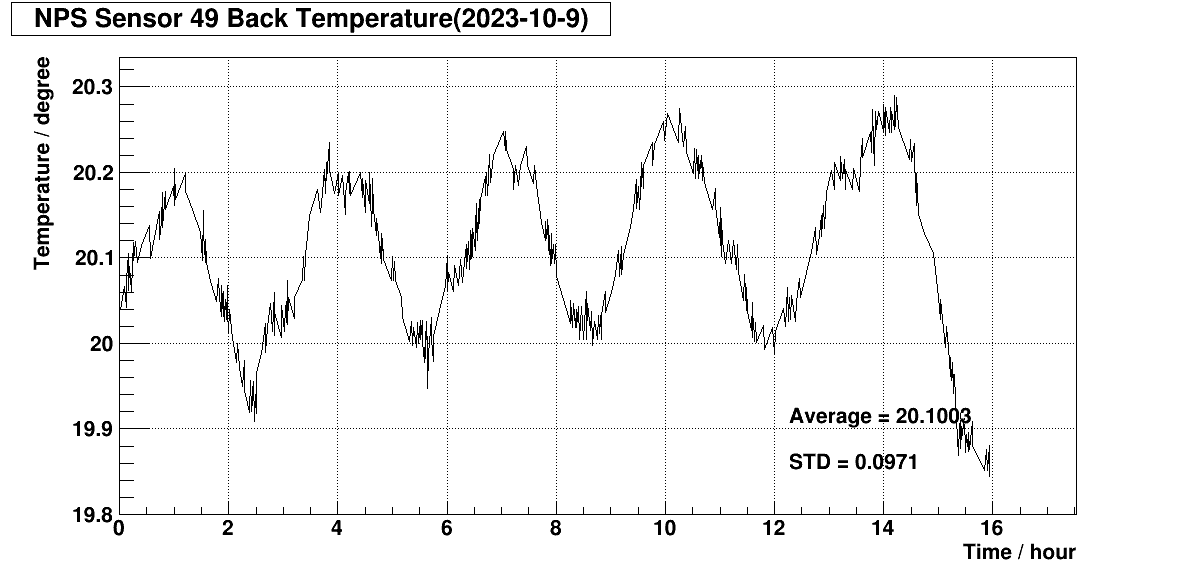 NPS Sensor 49 Back Temperature(2023-10-9)
Temperature / degree
20.3
20.2
20.1
20
19.9
19.8
Average = 20.1003
STD = 0.0971
0 2 4 6 8 10 12 14 16
Time / hour